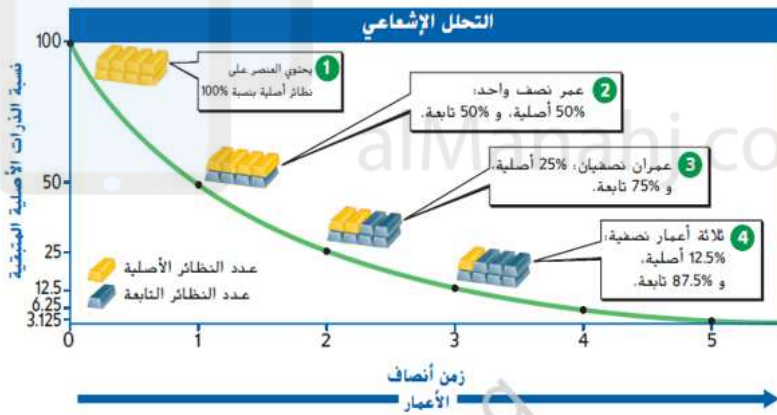 التحلل الإشعاعي
نسبة الذرات الأصلية المتبقية
100
50
25
12.5
6.25
3.125
1 يحتوي العنصر على
نظائر أصلية بنسبة 100%
2 عمر نصف واحد:
50% أصلية، و 50% تابعة.
3 عمران نصفيان: 25% أصلية.
و 75% تابعة.
4 ثلاثة أعمار نصفية:
12.5% أصلية.
و 87.5% تابعة.
عدد النظائر الأصلية
عدد النظائر التابعة
0 1 2 3 4 5
زمن أنصاف
الأعمار
alManahj.co